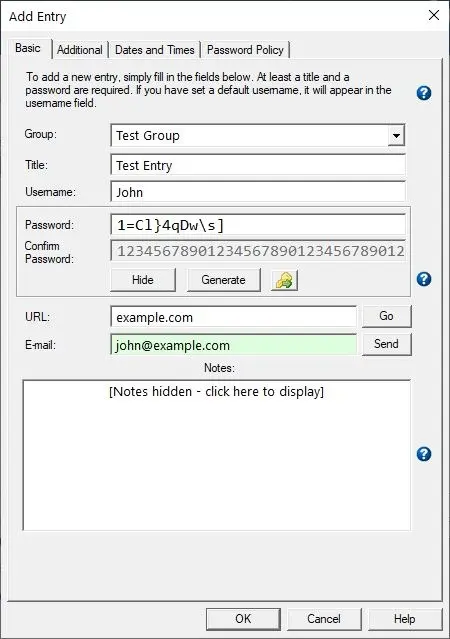 Add Entry
Basic Additional Dates and Times Password Policy
To add a new entry, simply fill in the fields below. At least a title and a
password are required. If you have set a default username, it will appear in the
username field.
Group: Test Group
Title: Test Entry
Username: John
Password: 1=Cl}4qDw\s]
Confirm
Password: 12345678901234567890123456789012
Hide Generate
URL: example.com Go
E-mail: john@example.com Send
Notes:
[Notes hidden - click here to display]
OK Cancel Help